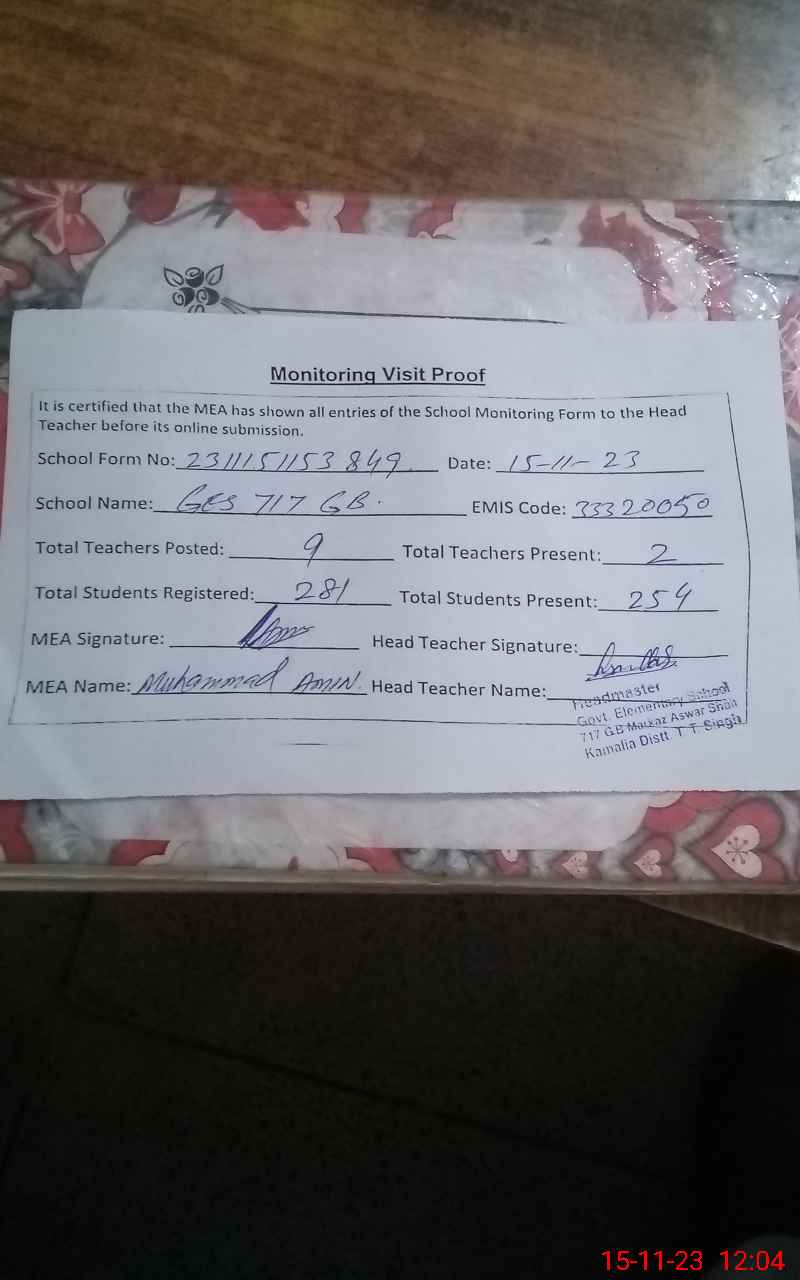 Monitoring Visit Proof
It is certified that the MEA has shown all entries of the School Monitoring Form to the Head
Teacher before its online submission.
School Form No: 2311151153849 Date: 15-11-23
School Name: GES 717 GB. EMIS Code: 33320050
Total Teachers Posted: 9 Total Teachers Present: 2
Total Students Registered: 281 Total Students Present: 254
MEA Signature: Head Teacher Signature:
MEA Name: Muhammad AMIN. Head Teacher Name:
Headmaster
Govt. Elementary School
717 GB Markaz Aswar Shah
Kamalia Distt. T. T. Singh
15-11-23 12:04